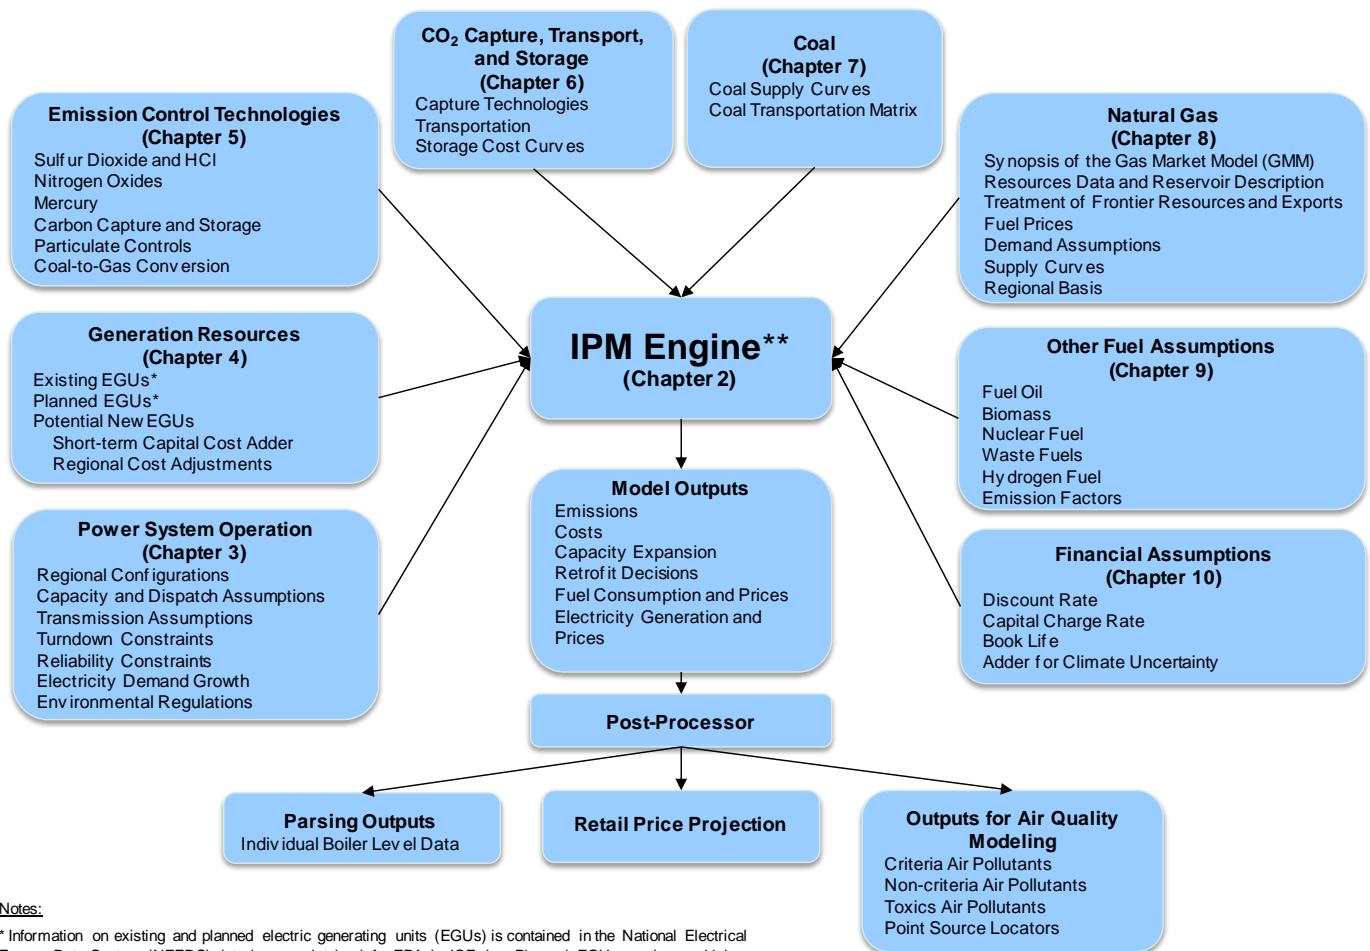 CO2 Capture, Transport,
and Storage
(Chapter 6)
Capture Technologies
Transportation
Storage Cost Curves
Coal
(Chapter 7)
Coal Supply Curves
Coal Transportation Matrix
Emission Control Technologies
(Chapter 5)
Sulfur Dioxide and HCl
Nitrogen Oxides
Mercury
Carbon Capture and Storage
Particulate Controls
Coal-to-Gas Conversion
Natural Gas
(Chapter 8)
Synopsis of the Gas Market Model (GMM)
Resources Data and Reservoir Description
Treatment of Frontier Resources and Exports
Fuel Prices
Demand Assumptions
Supply Curves
Regional Basis
Generation Resources
(Chapter 4)
Existing EGUs*
Planned EGUs*
Potential New EGUs
Short-term Capital Cost Adder
Regional Cost Adjustments
IPM Engine**
(Chapter 2)
Other Fuel Assumptions
(Chapter 9)
Fuel Oil
Biomass
Nuclear Fuel
Waste Fuels
Hydrogen Fuel
Emission Factors
Power System Operation
(Chapter 3)
Regional Configurations
Capacity and Dispatch Assumptions
Transmission Assumptions
Turndown Constraints
Reliability Constraints
Electricity Demand Growth
Environmental Regulations
Model Outputs
Emissions
Costs
Capacity Expansion
Retrofit Decisions
Fuel Consumption and Prices
Electricity Generation and
Prices
Financial Assumptions
(Chapter 10)
Discount Rate
Capital Charge Rate
Book Life
Adder for Climate Uncertainty
Post-Processor
Parsing Outputs
Individual Boiler Level Data
Retail Price Projection
Outputs for Air Quality
Modeling
Criteria Air Pollutants
Non-criteria Air Pollutants
Toxics Air Pollutants
Point Source Locators
Notes:
* Information on existing and planned electric generating units (EGUs) is contained in the National Electrical